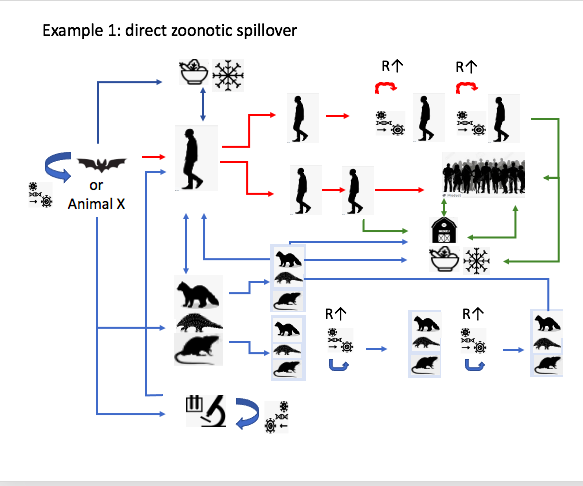 Example 1: direct zoonotic spillover
R↑
R↑
or
Animal X
R↑
R↑